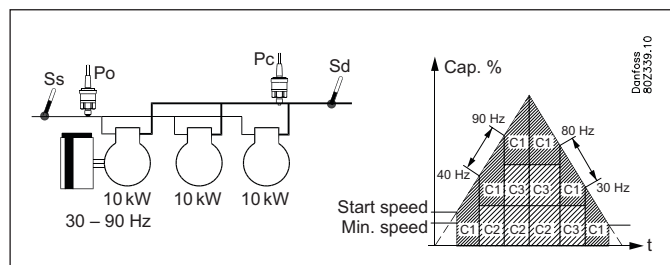 Ss
Po
Pc
Sd
10 kW
10 kW
10 kW
30 – 90 Hz
Danfoss
80Z339.10
Cap. %
90 Hz
80 Hz
40 Hz
30 Hz
C1 C1
C1 C3 C3 C1
Start speed
Min. speed
C1 C2 C2 C2 C3 C1
t